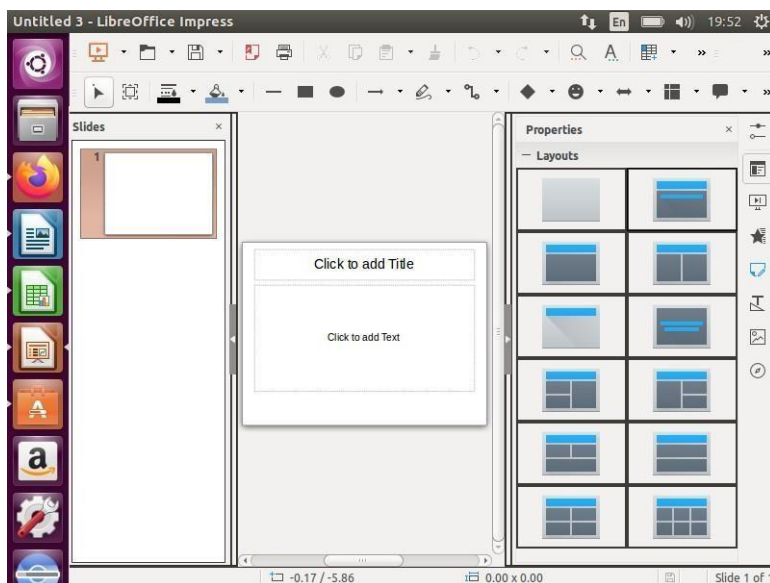 Untitled 3 - LibreOffice Impress
En
19:52
Slides
1
Click to add Title
Click to add Text
Properties
Layouts
-0.17 / -5.86
0.00 x 0.00
Slide 1 of 1